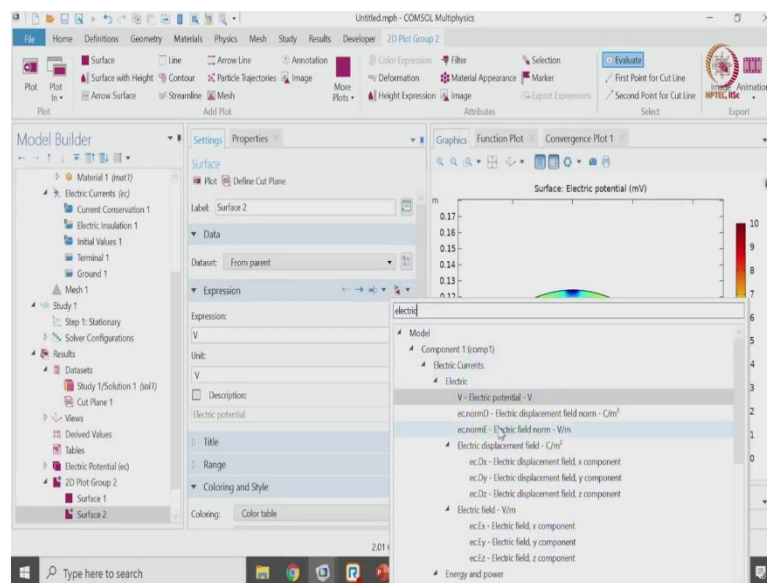 Untitled.mph - COMSOL Multiphysics
File Home Definitions Geometry Materials Physics Mesh Study Results Developer 2D Plot Group 2
Plot
Plot In
Plot
Surface
Surface with Height
Arrow Surface
Line
Contour
Streamline
Arrow Line
Particle Trajectories
Mesh
Annotation
Image
More Plots
Add Plot
Color Expression
Deformation
Height Expression
Filter
Material Appearance
Image
Selection
Marker
Export Expressions
Attributes
Evaluate
First Point for Cut Line
Second Point for Cut Line
Select
Image
Animation
NPTEL, IISc
Export
Model Builder
Material 1 (mat1)
Electric Currents (ec)
Current Conservation 1
Electric Insulation 1
Initial Values 1
Terminal 1
Ground 1
Mesh 1
Study 1
Step 1: Stationary
Solver Configurations
Results
Datasets
Study 1/Solution 1 (sol1)
Cut Plane 1
Views
Derived Values
Tables
Electric Potential (ec)
2D Plot Group 2
Surface 1
Surface 2
Settings Properties
Surface
Plot Define Cut Plane
Label: Surface 2
Data
Dataset: From parent
Expression
Expression:
V
Unit:
V
Description:
Electric potential
Title
Range
Coloring and Style
Coloring: Color table
Graphics Function Plot Convergence Plot 1
Surface: Electric potential (mV)
m
0.17
0.16
0.15
0.14
0.13
0.12
10
9
8
7
6
5
4
3
2
1
0
electric
Model
Component 1 (comp1)
Electric Currents
Electric
V - Electric potential - V
ec.normD - Electric displacement field norm - C/m²
ec.normE - Electric field norm - V/m
Electric displacement field - C/m²
ec.Dx - Electric displacement field, x component
ec.Dy - Electric displacement field, y component
ec.Dz - Electric displacement field, z component
Electric field - V/m
ec.Ex - Electric field, x component
ec.Ey - Electric field, y component
ec.Ez - Electric field, z component
Energy and power
Type here to search